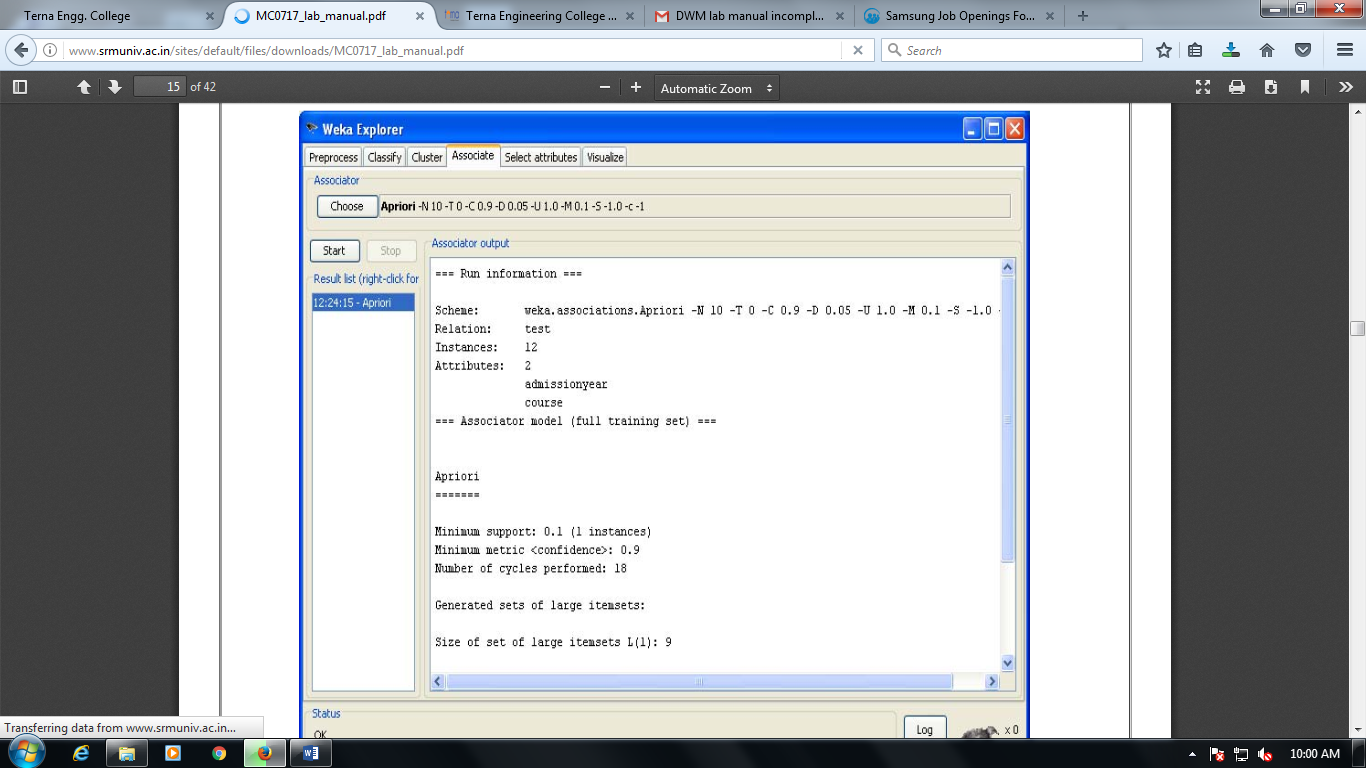 Terna Engg. College
MC0717_lab_manual.pdf
Terna Engineering College ...
DWM lab manual incompl...
Samsung Job Openings Fo...
www.srmuniv.ac.in/sites/default/files/downloads/MC0717_lab_manual.pdf
Search
15 of 42
Automatic Zoom
Weka Explorer
Preprocess Classify Cluster Associate Select attributes Visualize
Associator
Choose Apriori -N 10 -T 0 -C 0.9 -D 0.05 -U 1.0 -M 0.1 -S -1.0 -c -1
Start Stop
Result list (right-click for
12:24:15 - Apriori
Associator output
=== Run information ===
Scheme: weka.associations.Apriori -N 10 -T 0 -C 0.9 -D 0.05 -U 1.0 -M 0.1 -S -1.0 -
Relation: test
Instances: 12
Attributes: 2
admissionyear
course
=== Associator model (full training set) ===
Apriori
=======
Minimum support: 0.1 (1 instances)
Minimum metric <confidence>: 0.9
Number of cycles performed: 18
Generated sets of large itemsets:
Size of set of large itemsets L(1): 9
Status
OK
Log x 0
Transferring data from www.srmuniv.ac.in...
10:00 AM